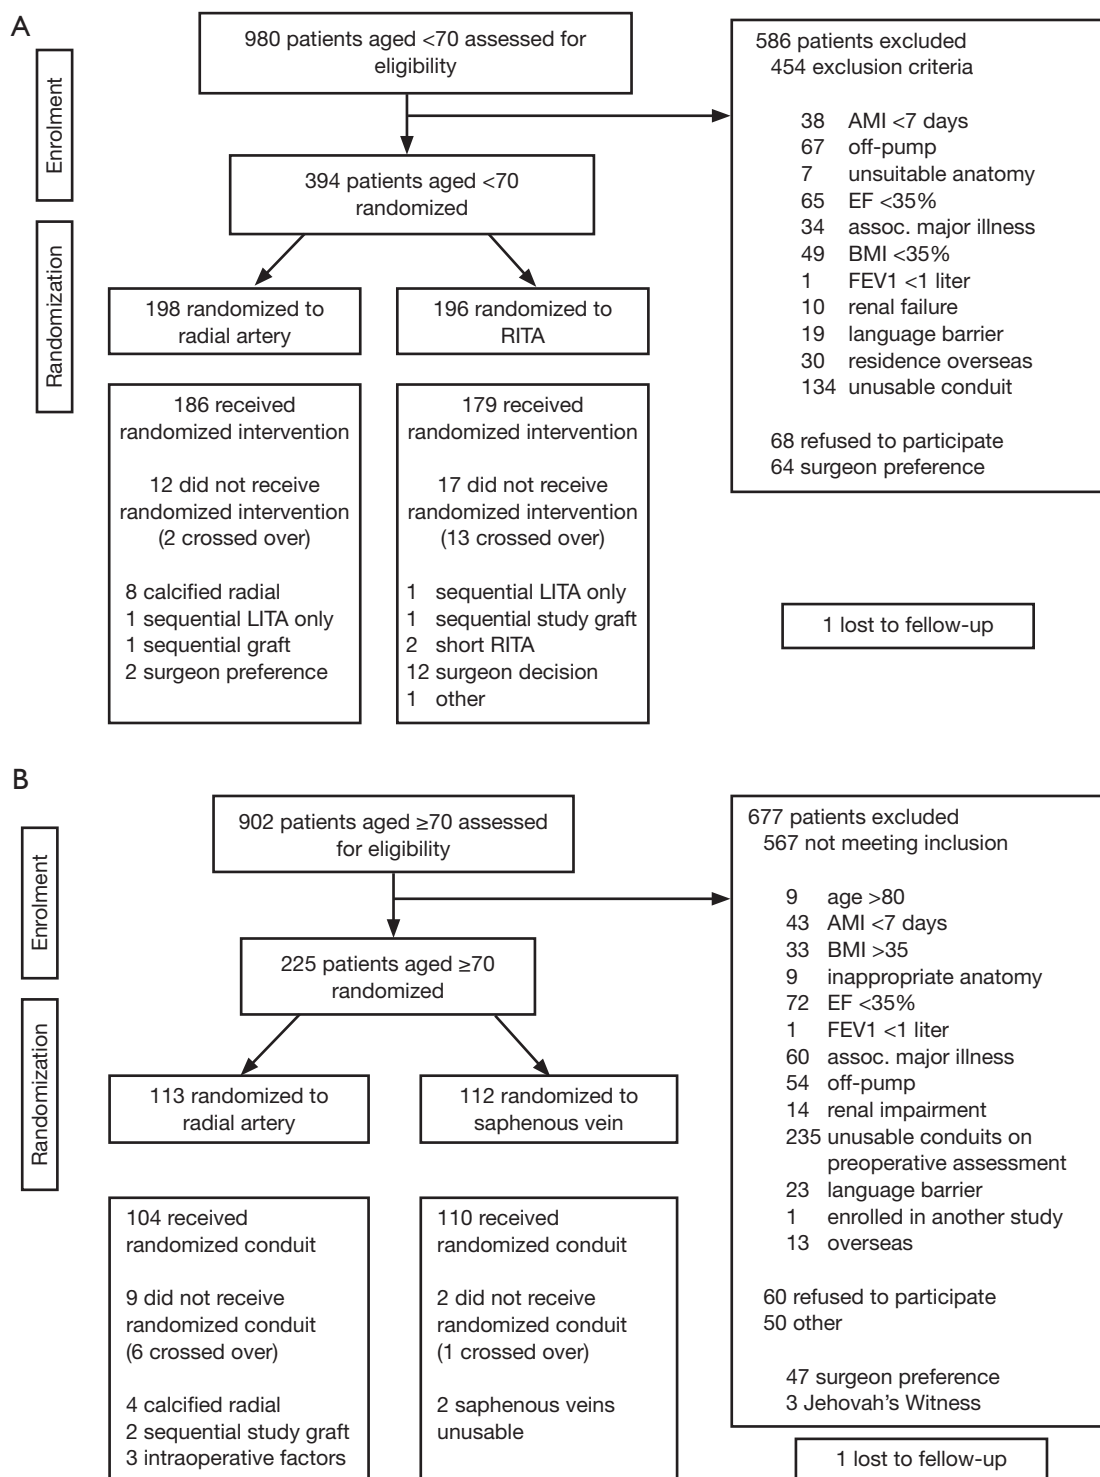 A
980 patients aged <70 assessed for
eligibility
Enrolment
394 patients aged <70
randomized
Randomization
198 randomized to
radial artery
196 randomized to
RITA
186 received
randomized intervention
12 did not receive
randomized intervention
(2 crossed over)
8 calcified radial
1 sequential LITA only
1 sequential graft
2 surgeon preference
179 received
randomized intervention
17 did not receive
randomized intervention
(13 crossed over)
1 sequential LITA only
1 sequential study graft
2 short RITA
12 surgeon decision
1 other
586 patients excluded
454 exclusion criteria
38 AMI <7 days
67 off-pump
7 unsuitable anatomy
65 EF <35%
34 assoc. major illness
49 BMI <35%
1 FEV1 <1 liter
10 renal failure
19 language barrier
30 residence overseas
134 unusable conduit
68 refused to participate
64 surgeon preference
1 lost to fellow-up
B
902 patients aged ≥70 assessed
for eligibility
Enrolment
225 patients aged ≥70
randomized
Randomization
113 randomized to
radial artery
112 randomized to
saphenous vein
104 received
randomized conduit
9 did not receive
randomized conduit
(6 crossed over)
4 calcified radial
2 sequential study graft
3 intraoperative factors
110 received
randomized conduit
2 did not receive
randomized conduit
(1 crossed over)
2 saphenous veins
unusable
677 patients excluded
567 not meeting inclusion
9 age >80
43 AMI <7 days
33 BMI >35
9 inappropriate anatomy
72 EF <35%
1 FEV1 <1 liter
60 assoc. major illness
54 off-pump
14 renal impairment
235 unusable conduits on
preoperative assessment
23 language barrier
1 enrolled in another study
13 overseas
60 refused to participate
50 other
47 surgeon preference
3 Jehovah's Witness
1 lost to fellow-up